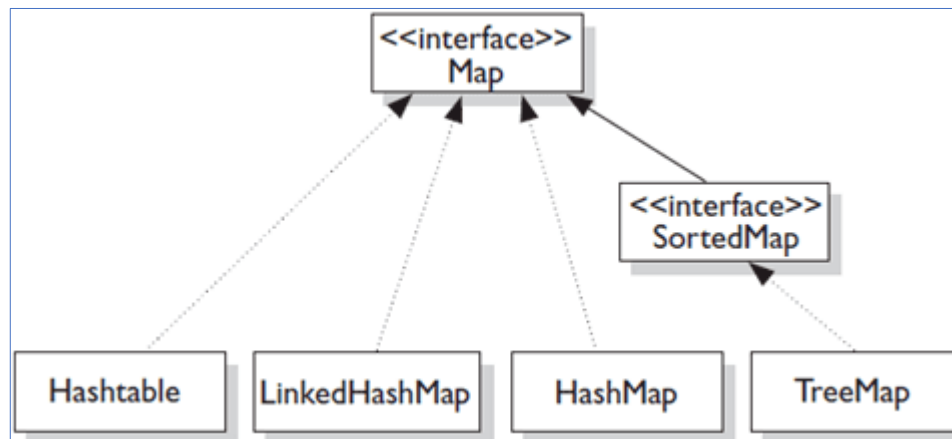 <<interface>>
Map
<<interface>>
SortedMap
Hashtable
LinkedHashMap
HashMap
TreeMap